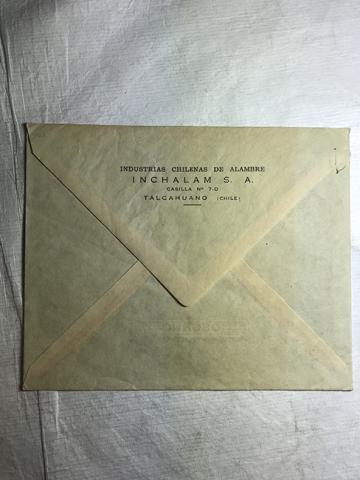 INDUSTRIAS CHILENAS DE ALAMBRE
INCHALAM S. A.
CASILLA Nº 7-D
TALCAHUANO (CHILE)